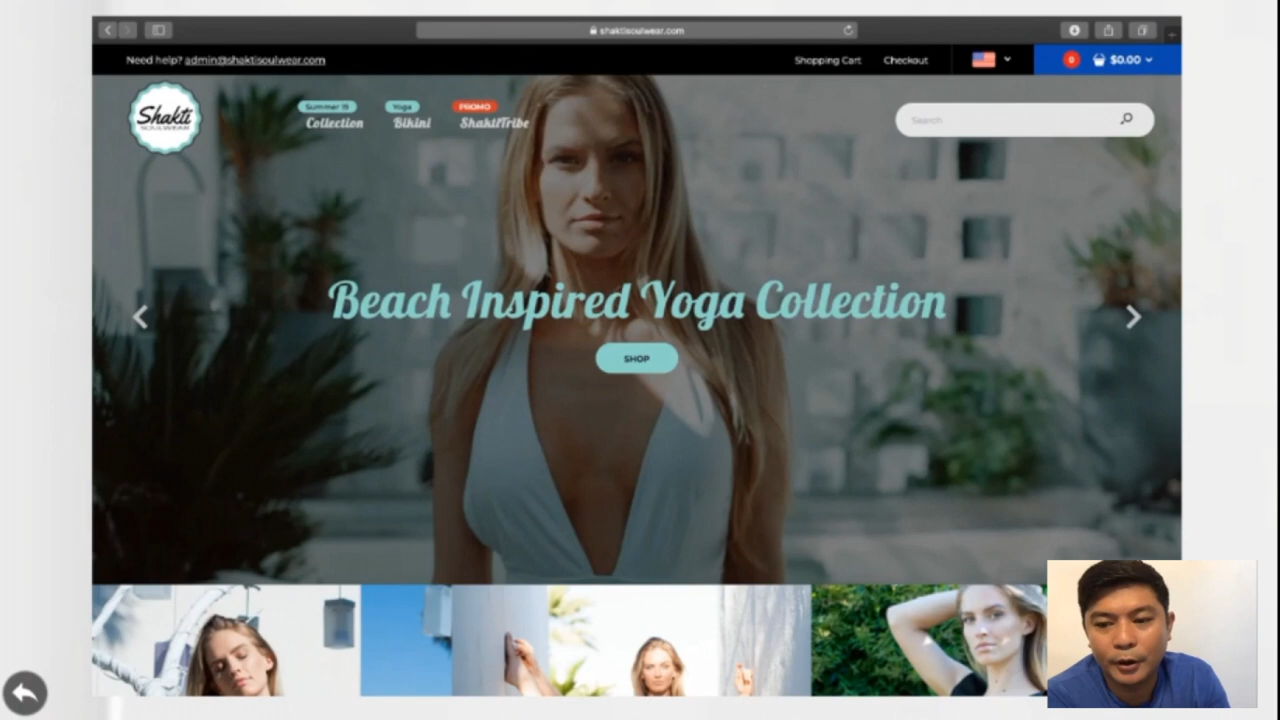 shaktisoulwear.com
Need help? admin@shaktisoulwear.com
Shopping Cart
Checkout
0
$0.00
Shakti
SOULWEAR
Summer 19
Collection
Yoga
Bikini
PROMO
ShaktiTribe
Search
Beach Inspired Yoga Collection
SHOP